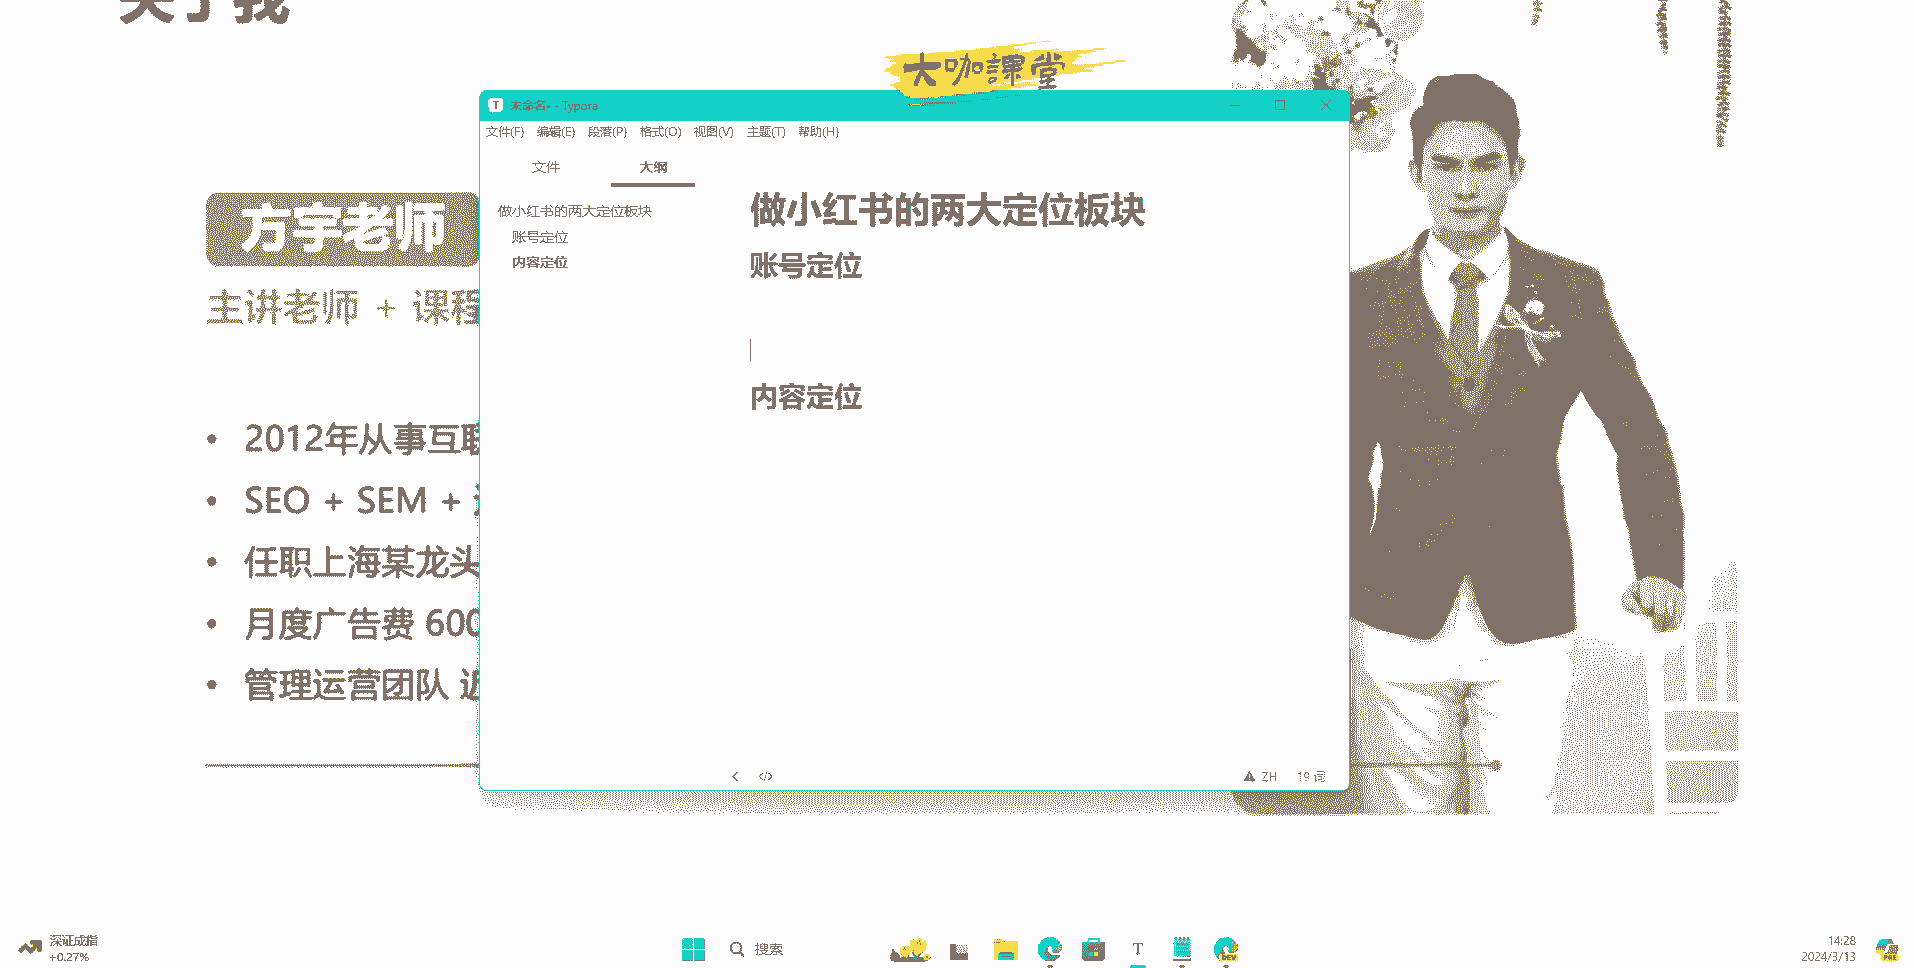 关于我
大咖課堂
未命名• - Typora
文件(F) 编辑(E) 段落(P) 格式(O) 视图(V) 主题(T) 帮助(H)
文件 大纲
做小红书的两大定位板块
账号定位
内容定位
做小红书的两大定位板块
账号定位
内容定位
ZH 19 词
方宇老师
主讲老师 + 课程
• 2012年从事互联
• SEO + SEM +
• 任职上海某龙头
• 月度广告费 600
• 管理运营团队 近
深证成指
+0.27%
搜索
T
DEV
14:28
2024/3/13
PRE